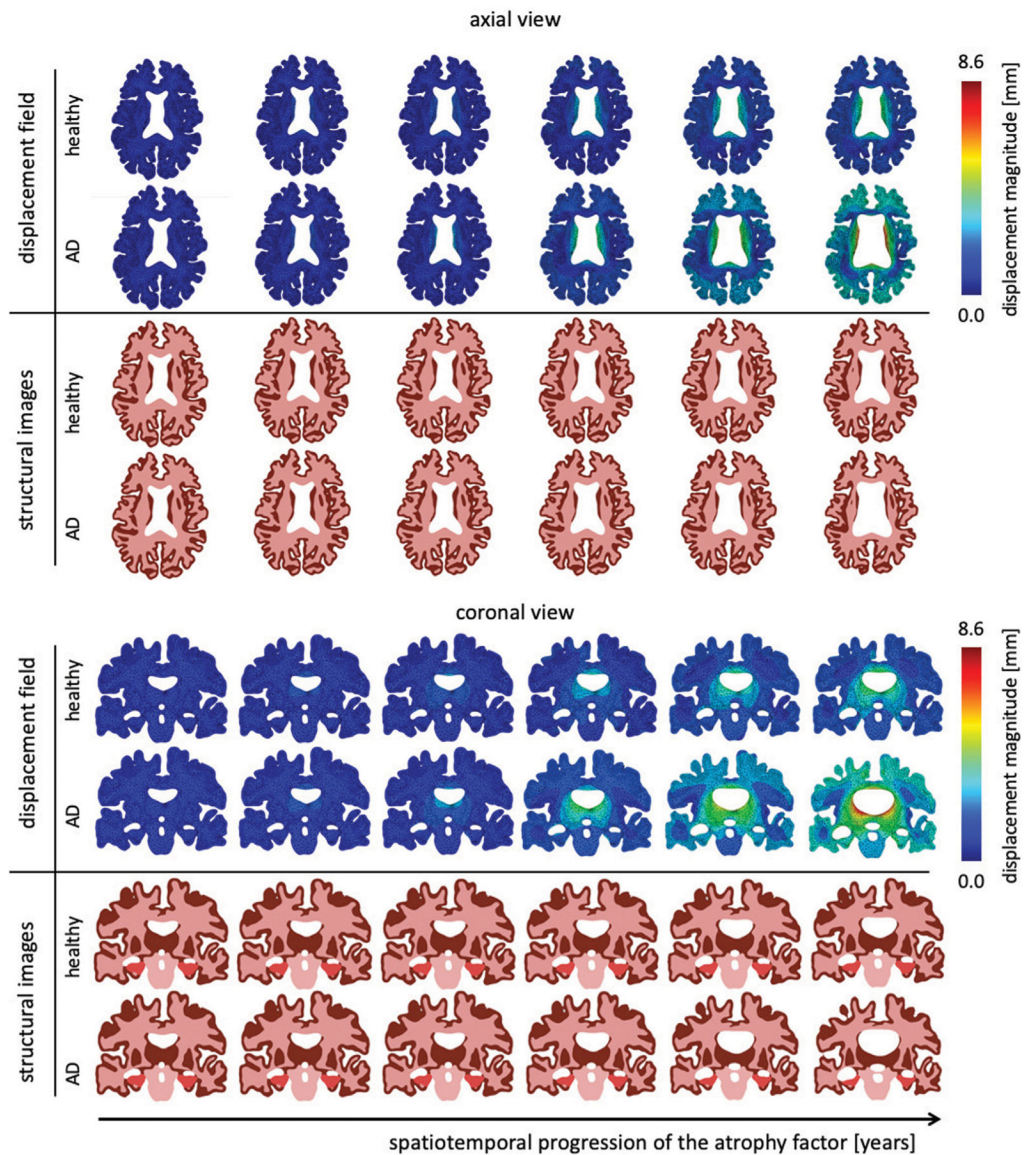 axial view
8.6
displacement field
healthy
AD
displacement magnitude [mm]
0.0
structural images
healthy
AD
coronal view
8.6
displacement field
healthy
AD
displacement magnitude [mm]
0.0
structural images
healthy
AD
spatiotemporal progression of the atrophy factor [years]